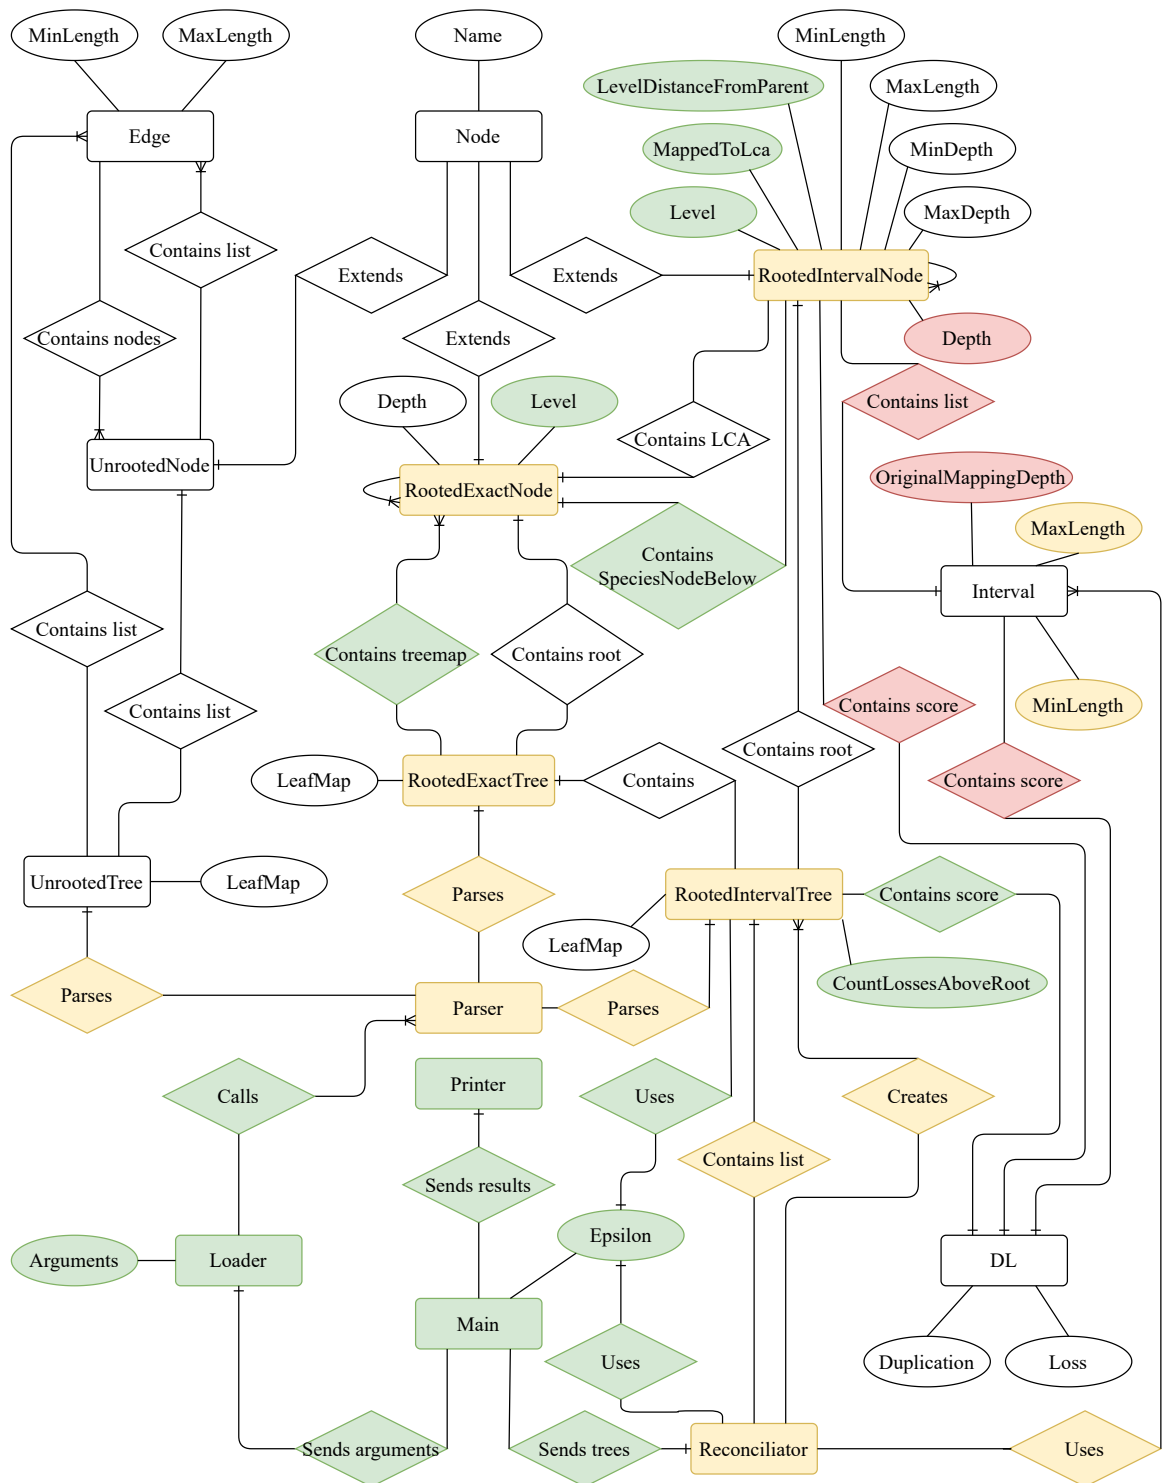 MinLength
MaxLength
Name
MinLength
LevelDistanceFromParent
MaxLength
Edge
Node
MappedToLca
MinDepth
Level
MaxDepth
Contains list
Extends
Extends
RootedIntervalNode
Contains nodes
Extends
Depth
Depth
Level
Contains list
Contains LCA
UnrootedNode
OriginalMappingDepth
RootedExactNode
MaxLength
Contains
SpeciesNodeBelow
Interval
Contains list
Contains treemap
Contains root
Contains list
Contains score
MinLength
Contains root
LeafMap
RootedExactTree
Contains
Contains score
UnrootedTree
LeafMap
Parses
RootedIntervalTree
Contains score
LeafMap
CountLossesAboveRoot
Parses
Parser
Parses
Calls
Printer
Uses
Creates
Contains list
Sends results
Epsilon
Arguments
Loader
DL
Main
Uses
Duplication
Loss
Sends arguments
Sends trees
Reconciliator
Uses